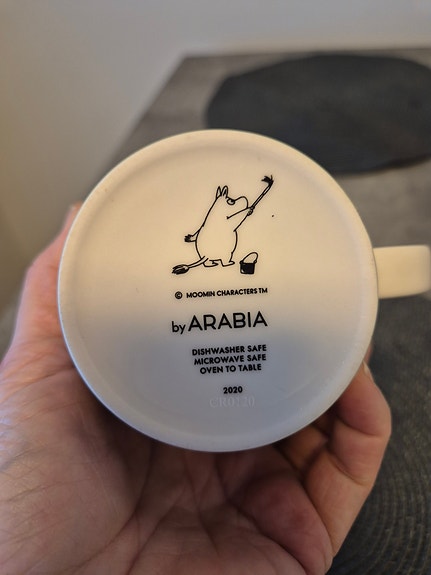 © MOOMIN CHARACTERS TM
by ARABIA
DISHWASHER SAFE
MICROWAVE SAFE
OVEN TO TABLE
2020